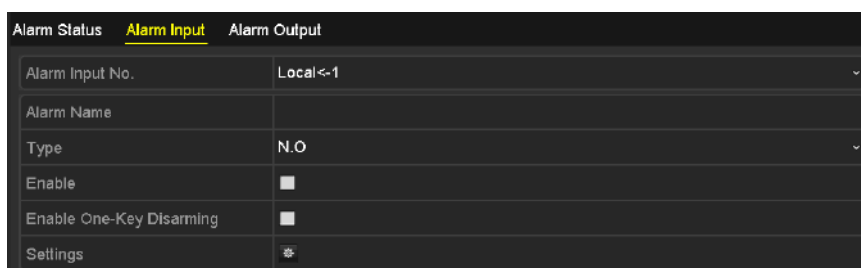 Alarm Status Alarm Input Alarm Output
Alarm Input No. Local<-1
Alarm Name
Type N.O
Enable
Enable One-Key Disarming
Settings